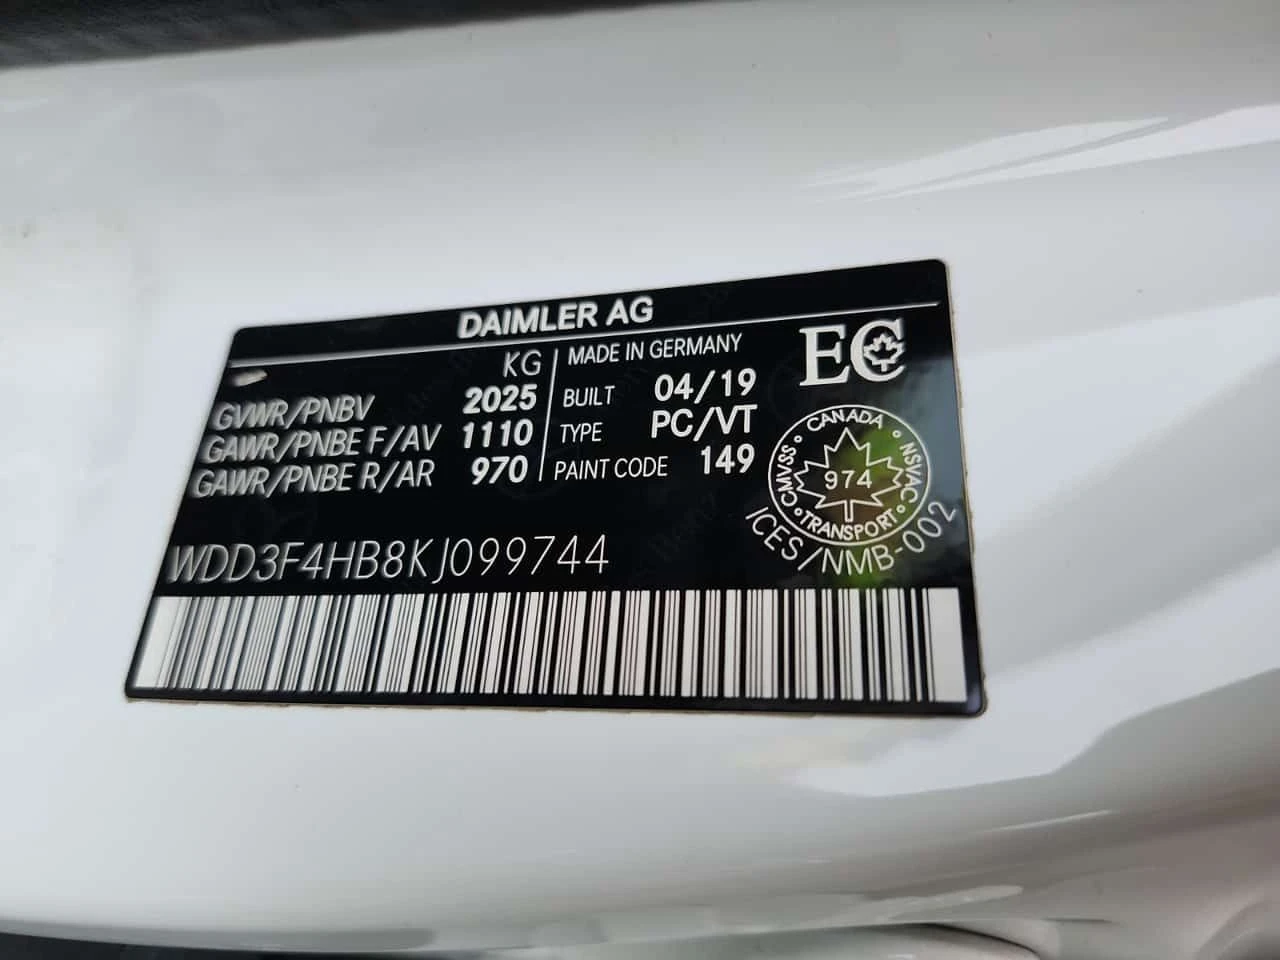 DAIMLER AG
KG
GVWR/PNBV 2025
GAWR/PNBE F/AV 1110
GAWR/PNBE R/AR 970
MADE IN GERMANY
BUILT 04/19
TYPE PC/VT
PAINT CODE 149
EC
CANADA
CMVSS
NSVAC
974
TRANSPORT
ICES/NMB-002
WDD3F4HB8KJ099744